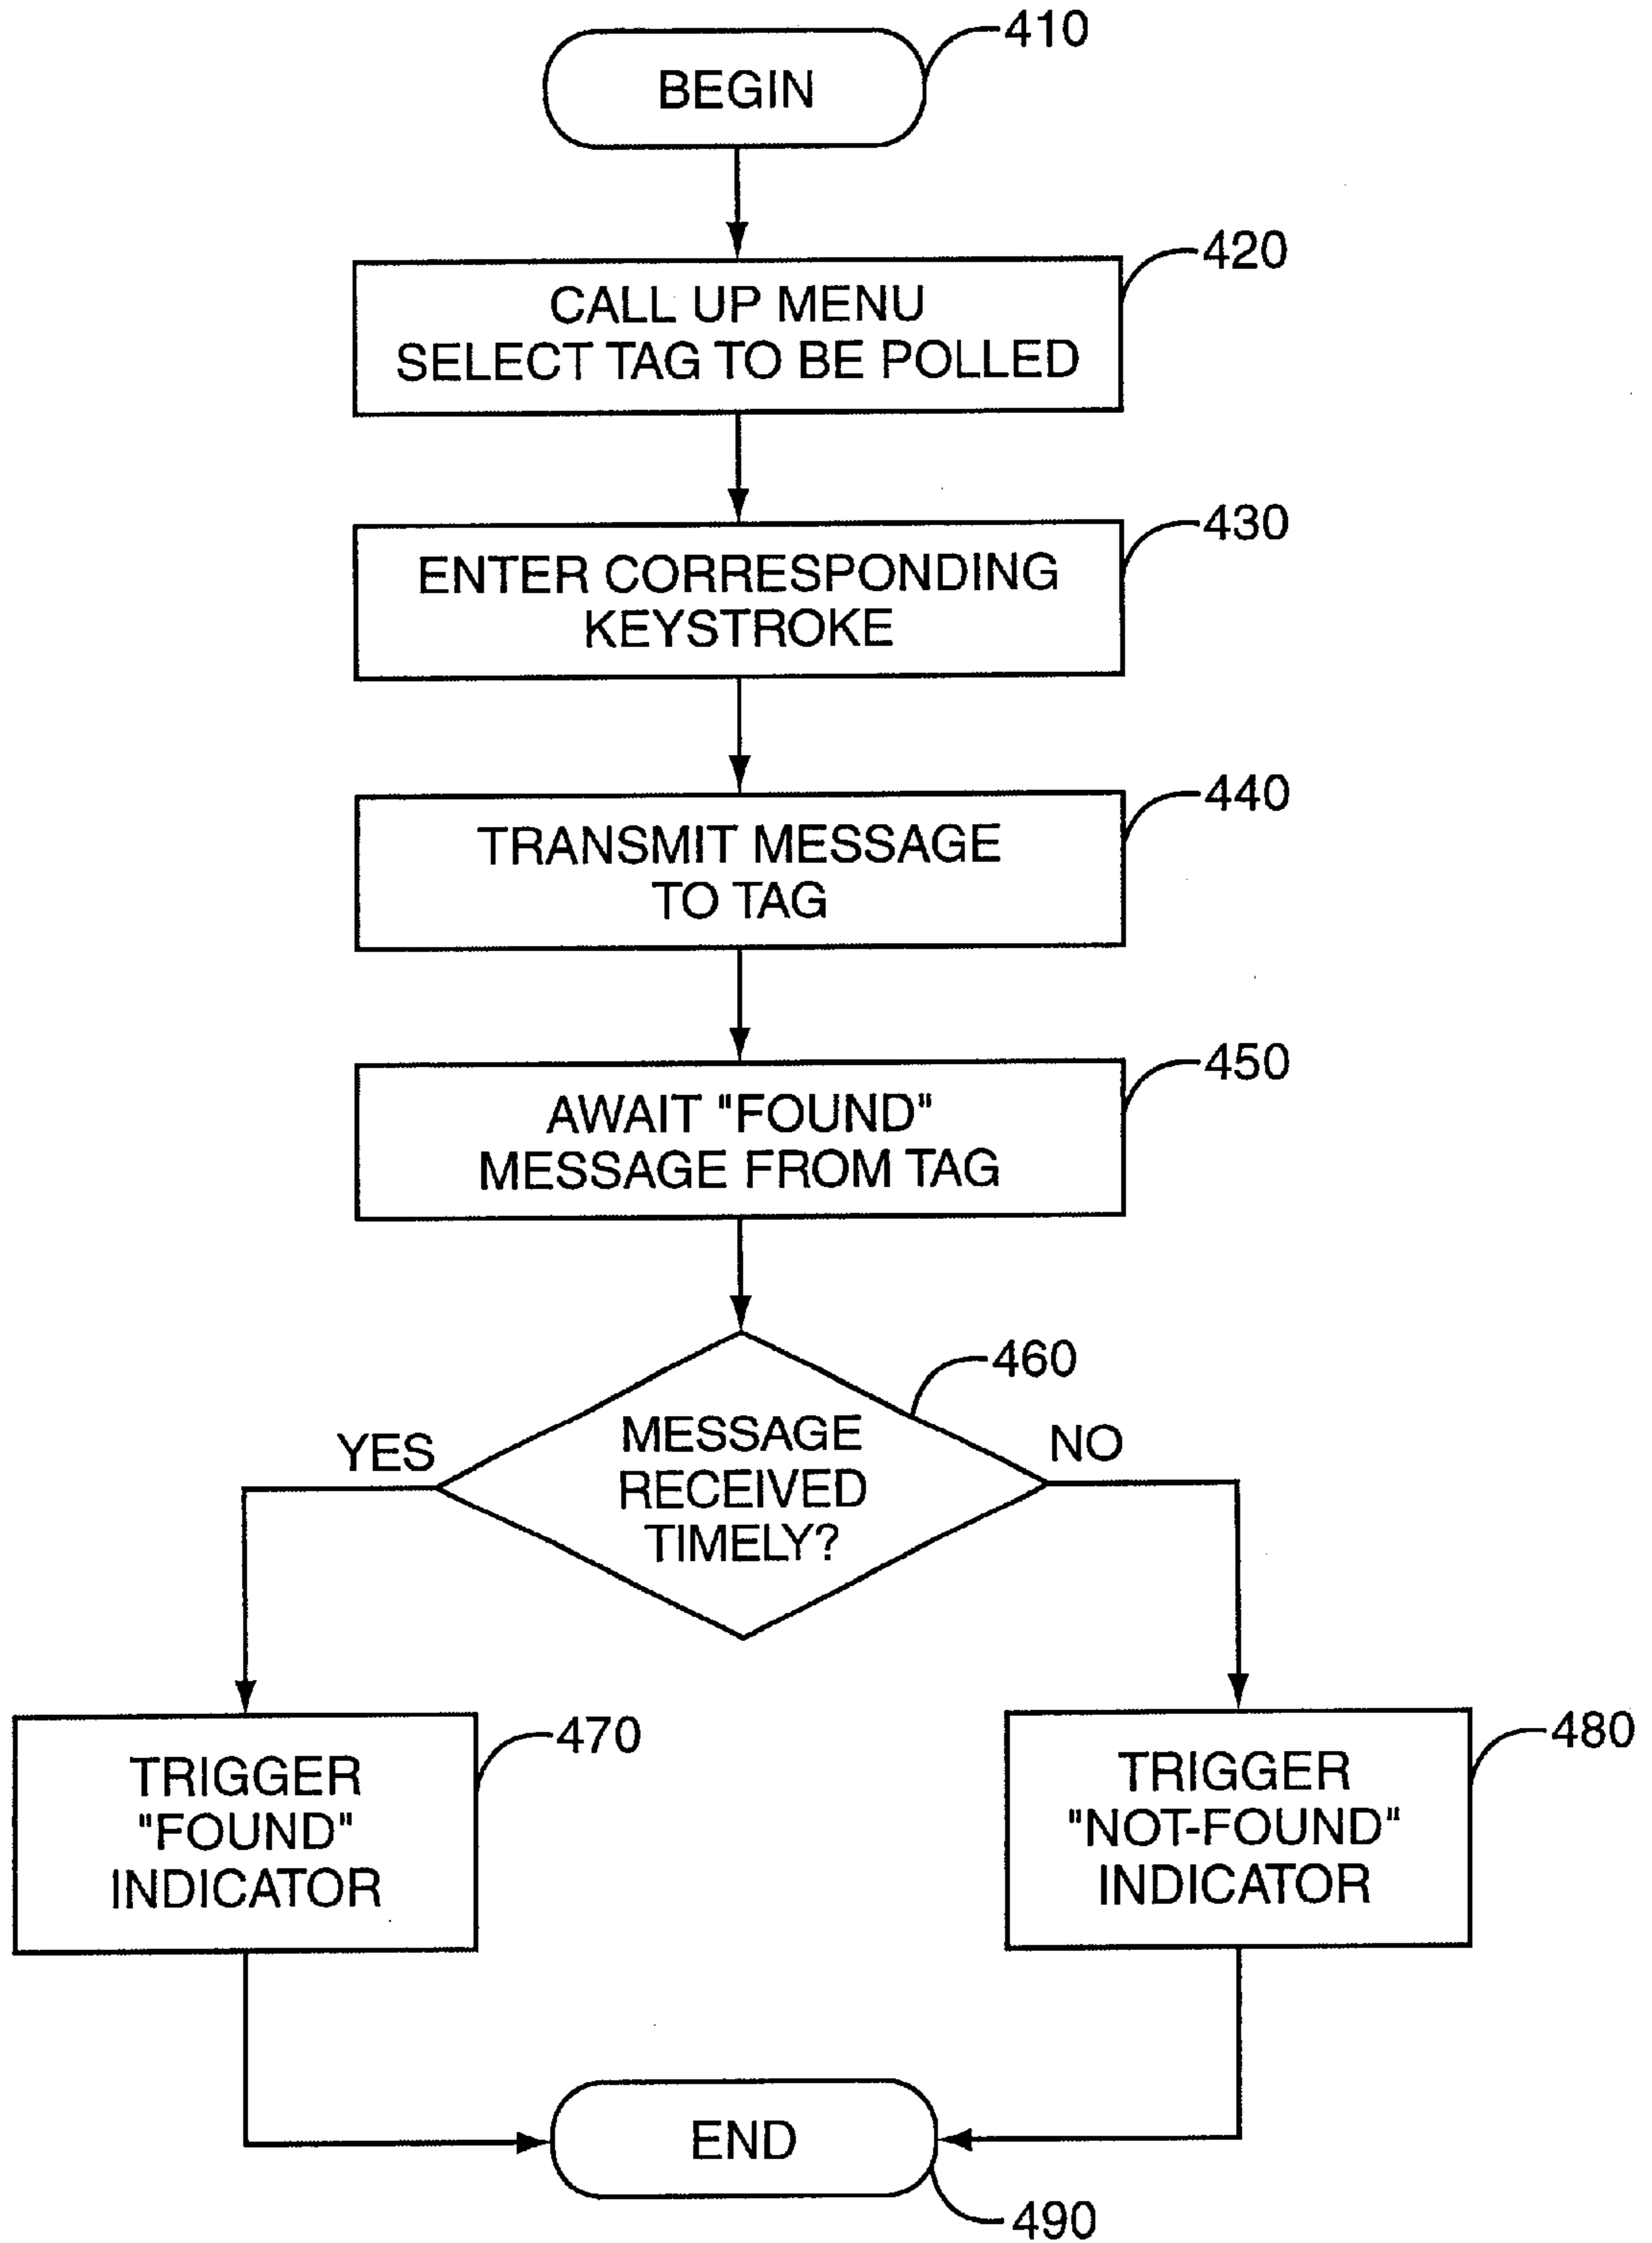 410
BEGIN
420
CALL UP MENU
SELECT TAG TO BE POLLED
430
ENTER CORRESPONDING
KEYSTROKE
440
TRANSMIT MESSAGE
TO TAG
450
AWAIT "FOUND"
MESSAGE FROM TAG
460
MESSAGE
RECEIVED
TIMELY?
YES
NO
470
TRIGGER
"FOUND"
INDICATOR
480
TRIGGER
"NOT-FOUND"
INDICATOR
END
490